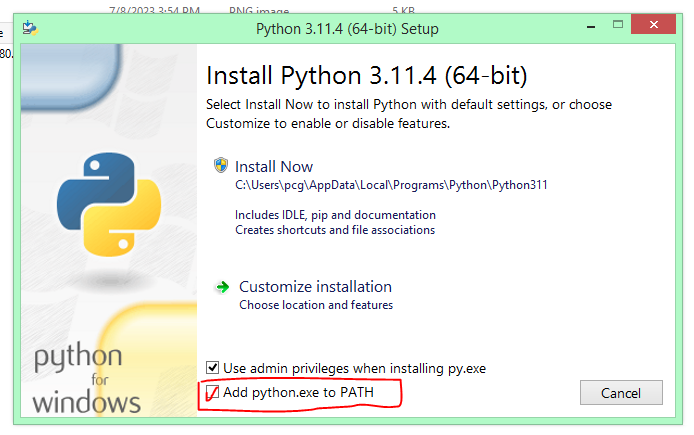 7/8/2023 3:54 PM PNG image 5 KB
e
80.
Python 3.11.4 (64-bit) Setup
Install Python 3.11.4 (64-bit)
Select Install Now to install Python with default settings, or choose
Customize to enable or disable features.
Install Now
C:\Users\pcg\AppData\Local\Programs\Python\Python311
Includes IDLE, pip and documentation
Creates shortcuts and file associations
Customize installation
Choose location and features
python
for
windows
Use admin privileges when installing py.exe
Add python.exe to PATH
Cancel